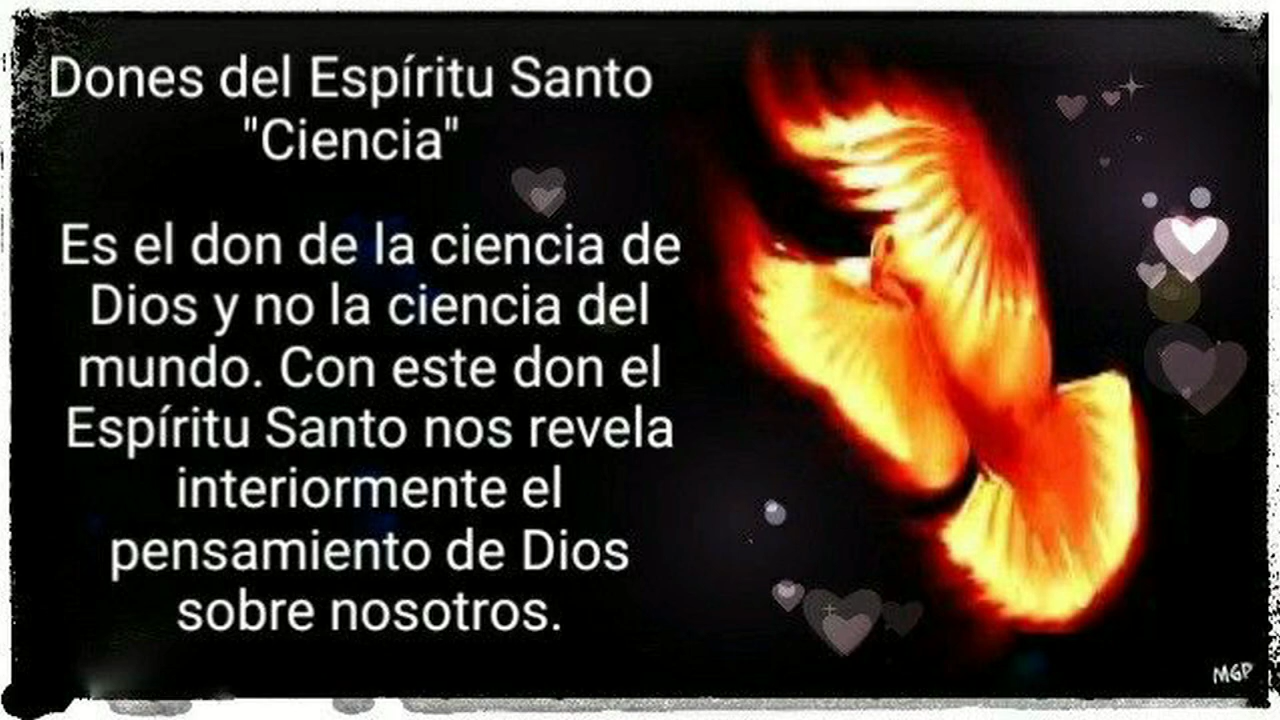 Dones del Espíritu Santo
"Ciencia"
Es el don de la ciencia de
Dios y no la ciencia del
mundo. Con este don el
Espíritu Santo nos revela
interiormente el
pensamiento de Dios
sobre nosotros.
MGP